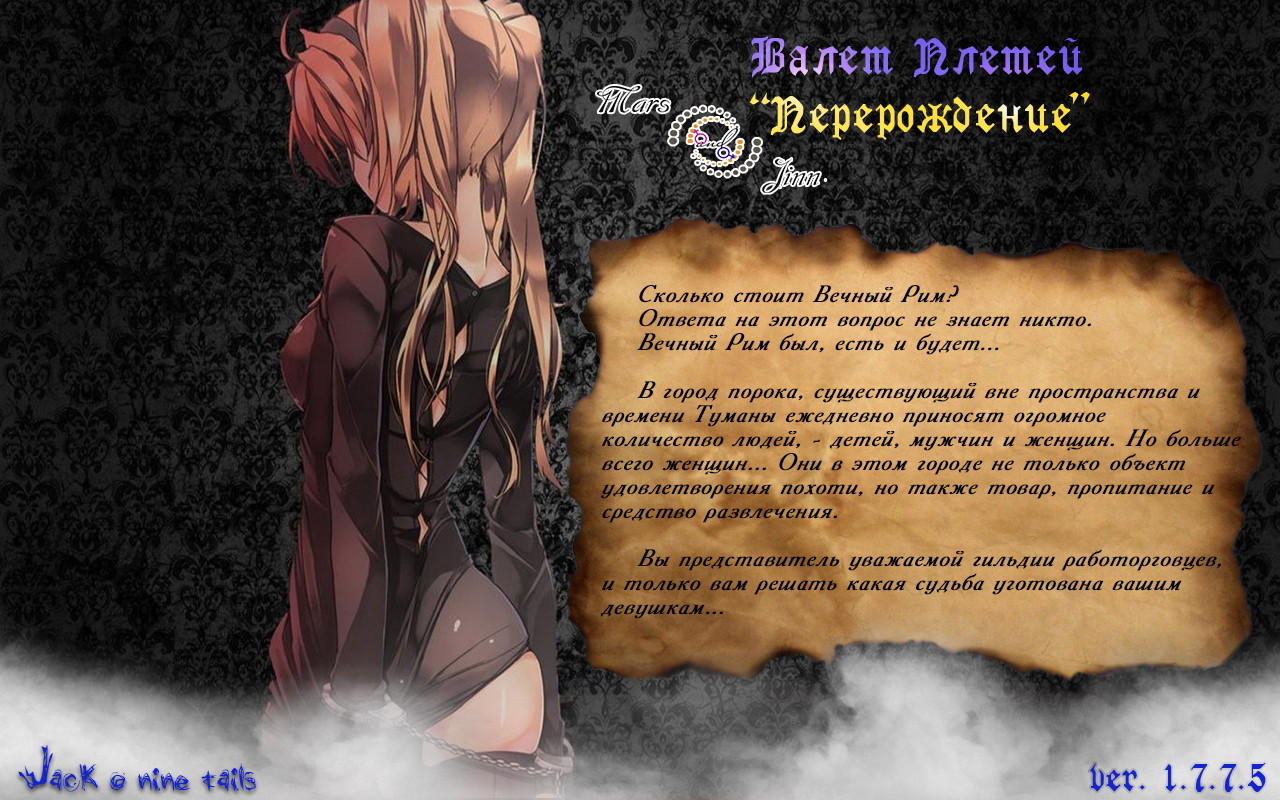 Валет Плетей
"Перерождение"
Mars
and
Jinn.
Сколько стоит Вечный Рим?
Ответа на этот вопрос не знает никто.
Вечный Рим был, есть и будет...
В город порока, существующий вне пространства и
времени Туманы ежедневно приносят огромное
количество людей, - детей, мужчин и женщин. Но больше
всего женщин... Они в этом городе не только объект
удовлетворения похоти, но также товар, пропитание и
средство развлечения.
Вы представитель уважаемой гильдии работорговцев,
и только вам решать какая судьба уготована вашим
девушкам...
Jack o nine tails
ver. 1.7.7.5